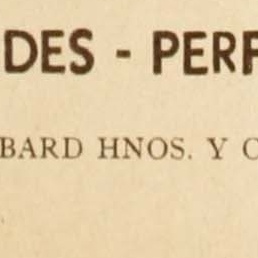 DES - PERF
BARD HNOS. Y C